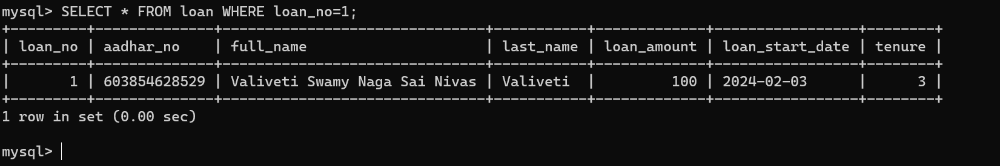 mysql> SELECT * FROM loan WHERE loan_no=1;
+---------+--------------+-------------------------------+-----------+-------------+-----------------+--------+
| loan_no | aadhar_no    | full_name                     | last_name | loan_amount | loan_start_date | tenure |
+---------+--------------+-------------------------------+-----------+-------------+-----------------+--------+
|       1 | 603854628529 | Valiveti Swamy Naga Sai Nivas | Valiveti  |         100 | 2024-02-03      |      3 |
+---------+--------------+-------------------------------+-----------+-------------+-----------------+--------+
1 row in set (0.00 sec)
mysql>